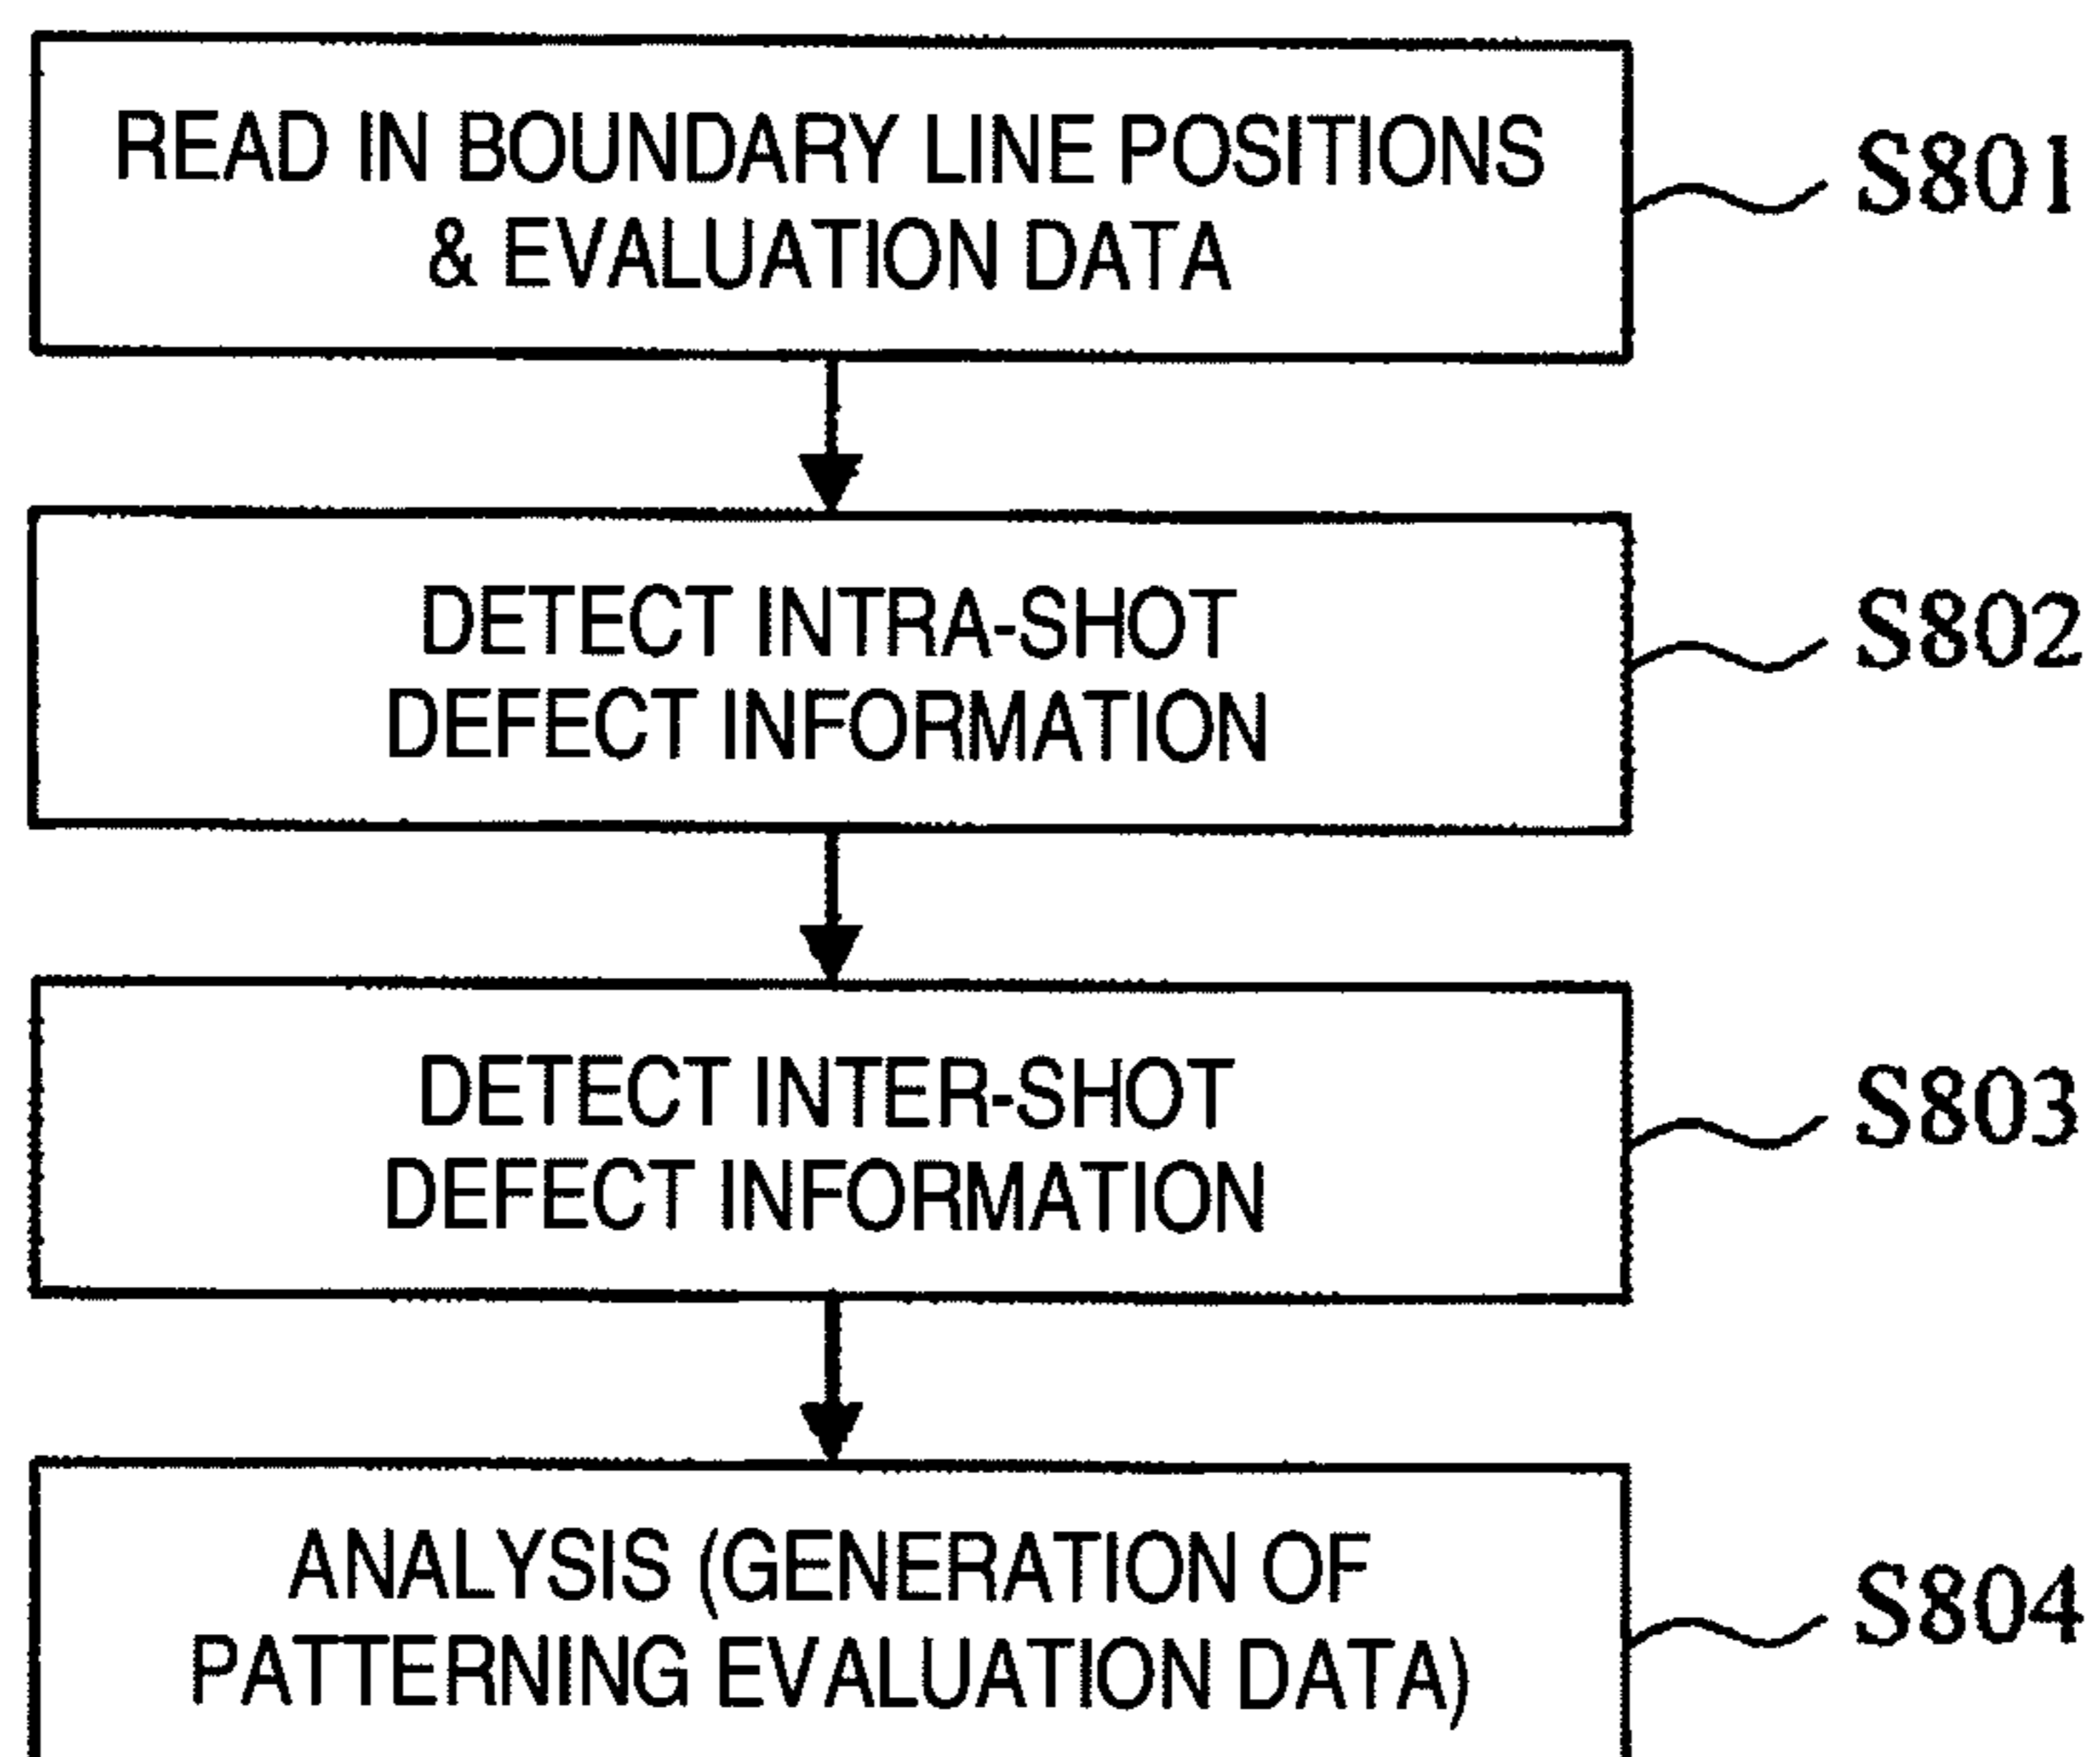 READ IN BOUNDARY LINE POSITIONS
& EVALUATION DATA
S801
DETECT INTRA-SHOT
DEFECT INFORMATION
S802
DETECT INTER-SHOT
DEFECT INFORMATION
S803
ANALYSIS (GENERATION OF
PATTERNING EVALUATION DATA)
S804